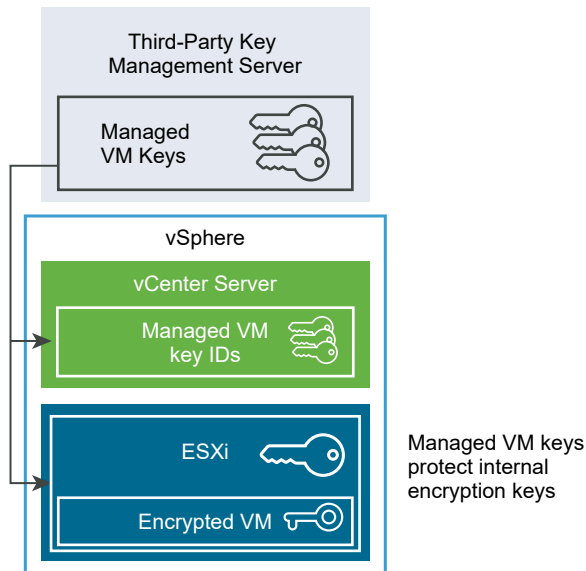 Third-Party Key
Management Server
Managed
VM Keys
vSphere
vCenter Server
Managed VM
key IDs
ESXi
Encrypted VM
Managed VM keys
protect internal
encryption keys